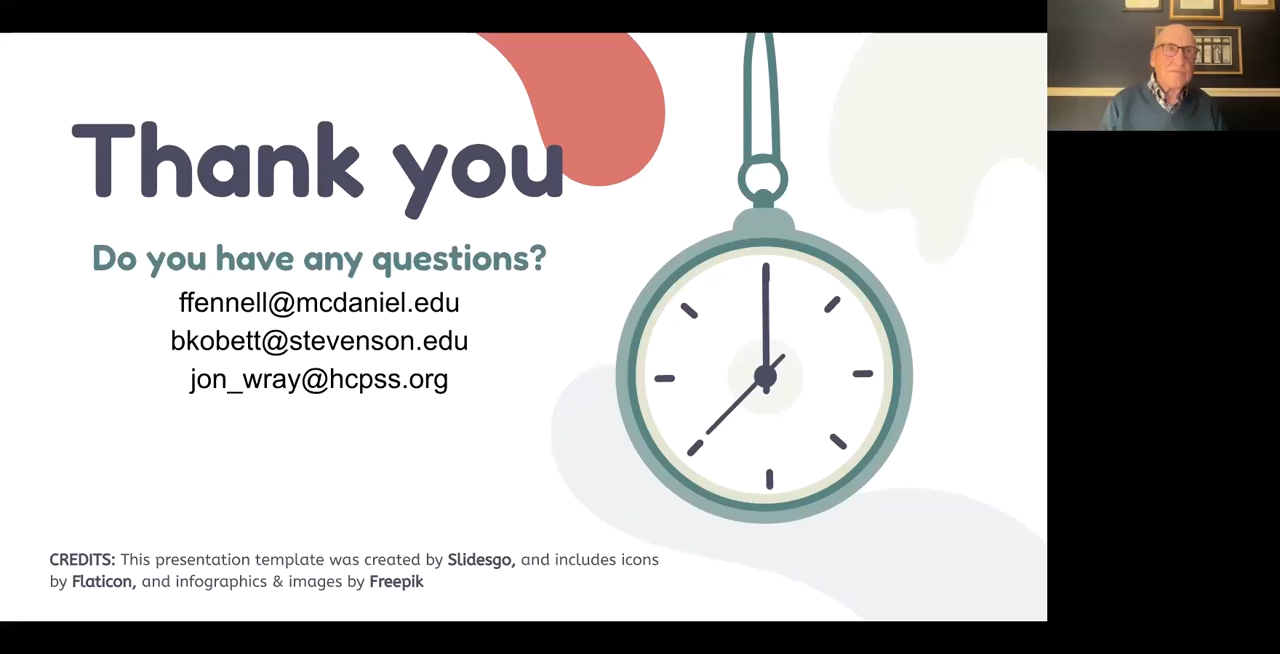 Thank you
Do you have any questions?
ffennell@mcdaniel.edu
bkobett@stevenson.edu
jon_wray@hcpss.org
CREDITS: This presentation template was created by Slidesgo, and includes icons
by Flaticon, and infographics & images by Freepik